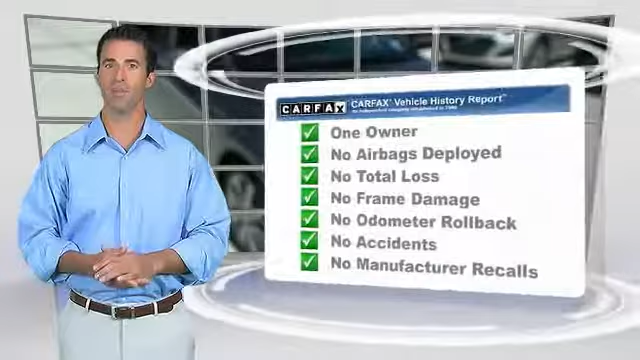 CARFAX CARFAX Vehicle History Report™
One Owner
No Airbags Deployed
No Total Loss
No Frame Damage
No Odometer Rollback
No Accidents
No Manufacturer Recalls